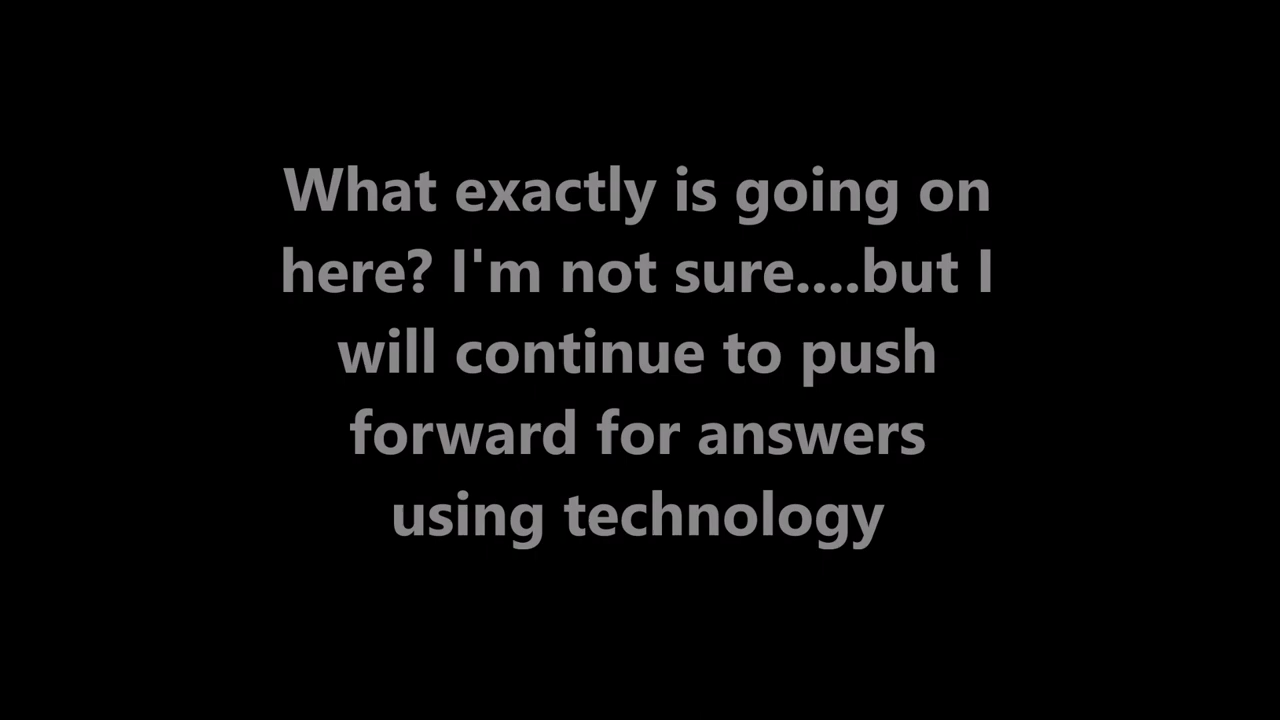 What exactly is going on
here? I'm not sure....but I
will continue to push
forward for answers
using technology